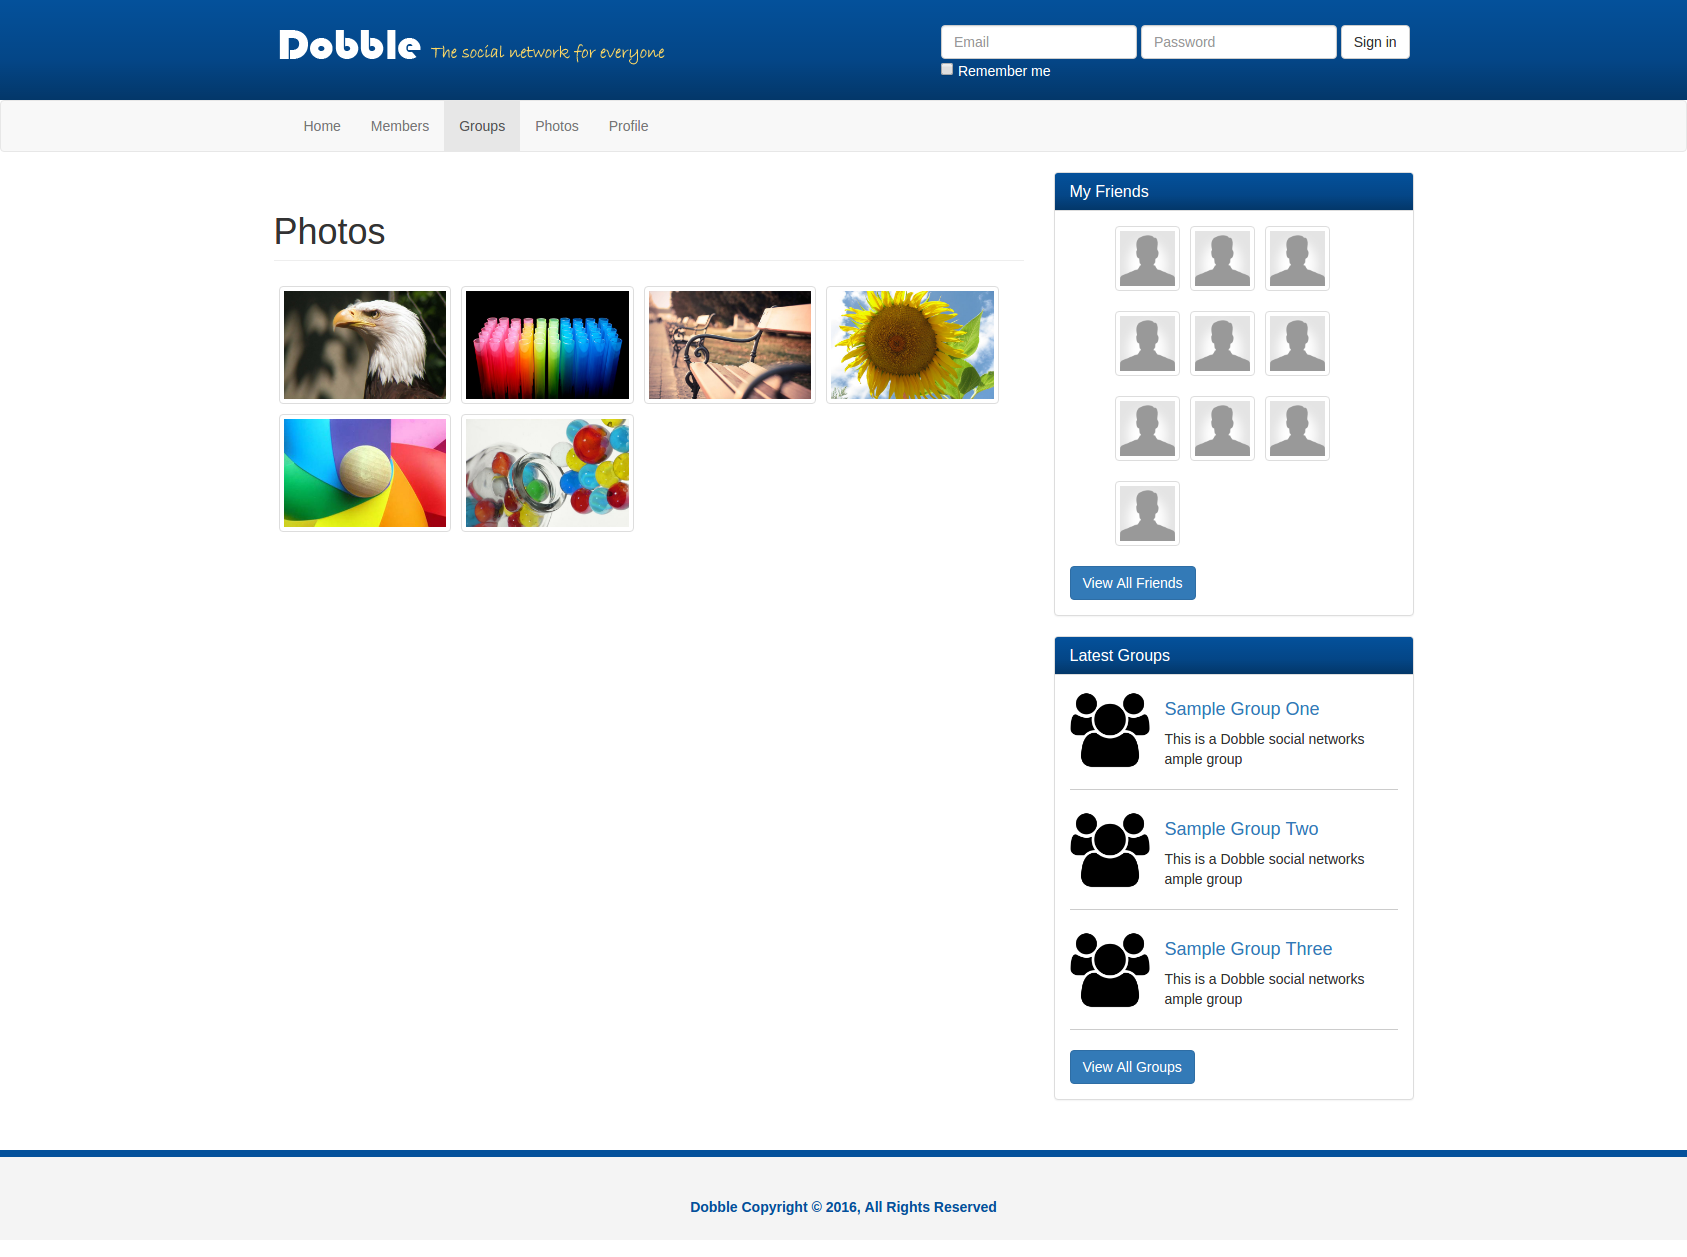 Dobble The social network for everyone
Email Password Sign in
Remember me
Home Members Groups Photos Profile
My Friends
Photos
View All Friends
Latest Groups
Sample Group One
This is a Dobble social networks
ample group
Sample Group Two
This is a Dobble social networks
ample group
Sample Group Three
This is a Dobble social networks
ample group
View All Groups
Dobble Copyright © 2016, All Rights Reserved